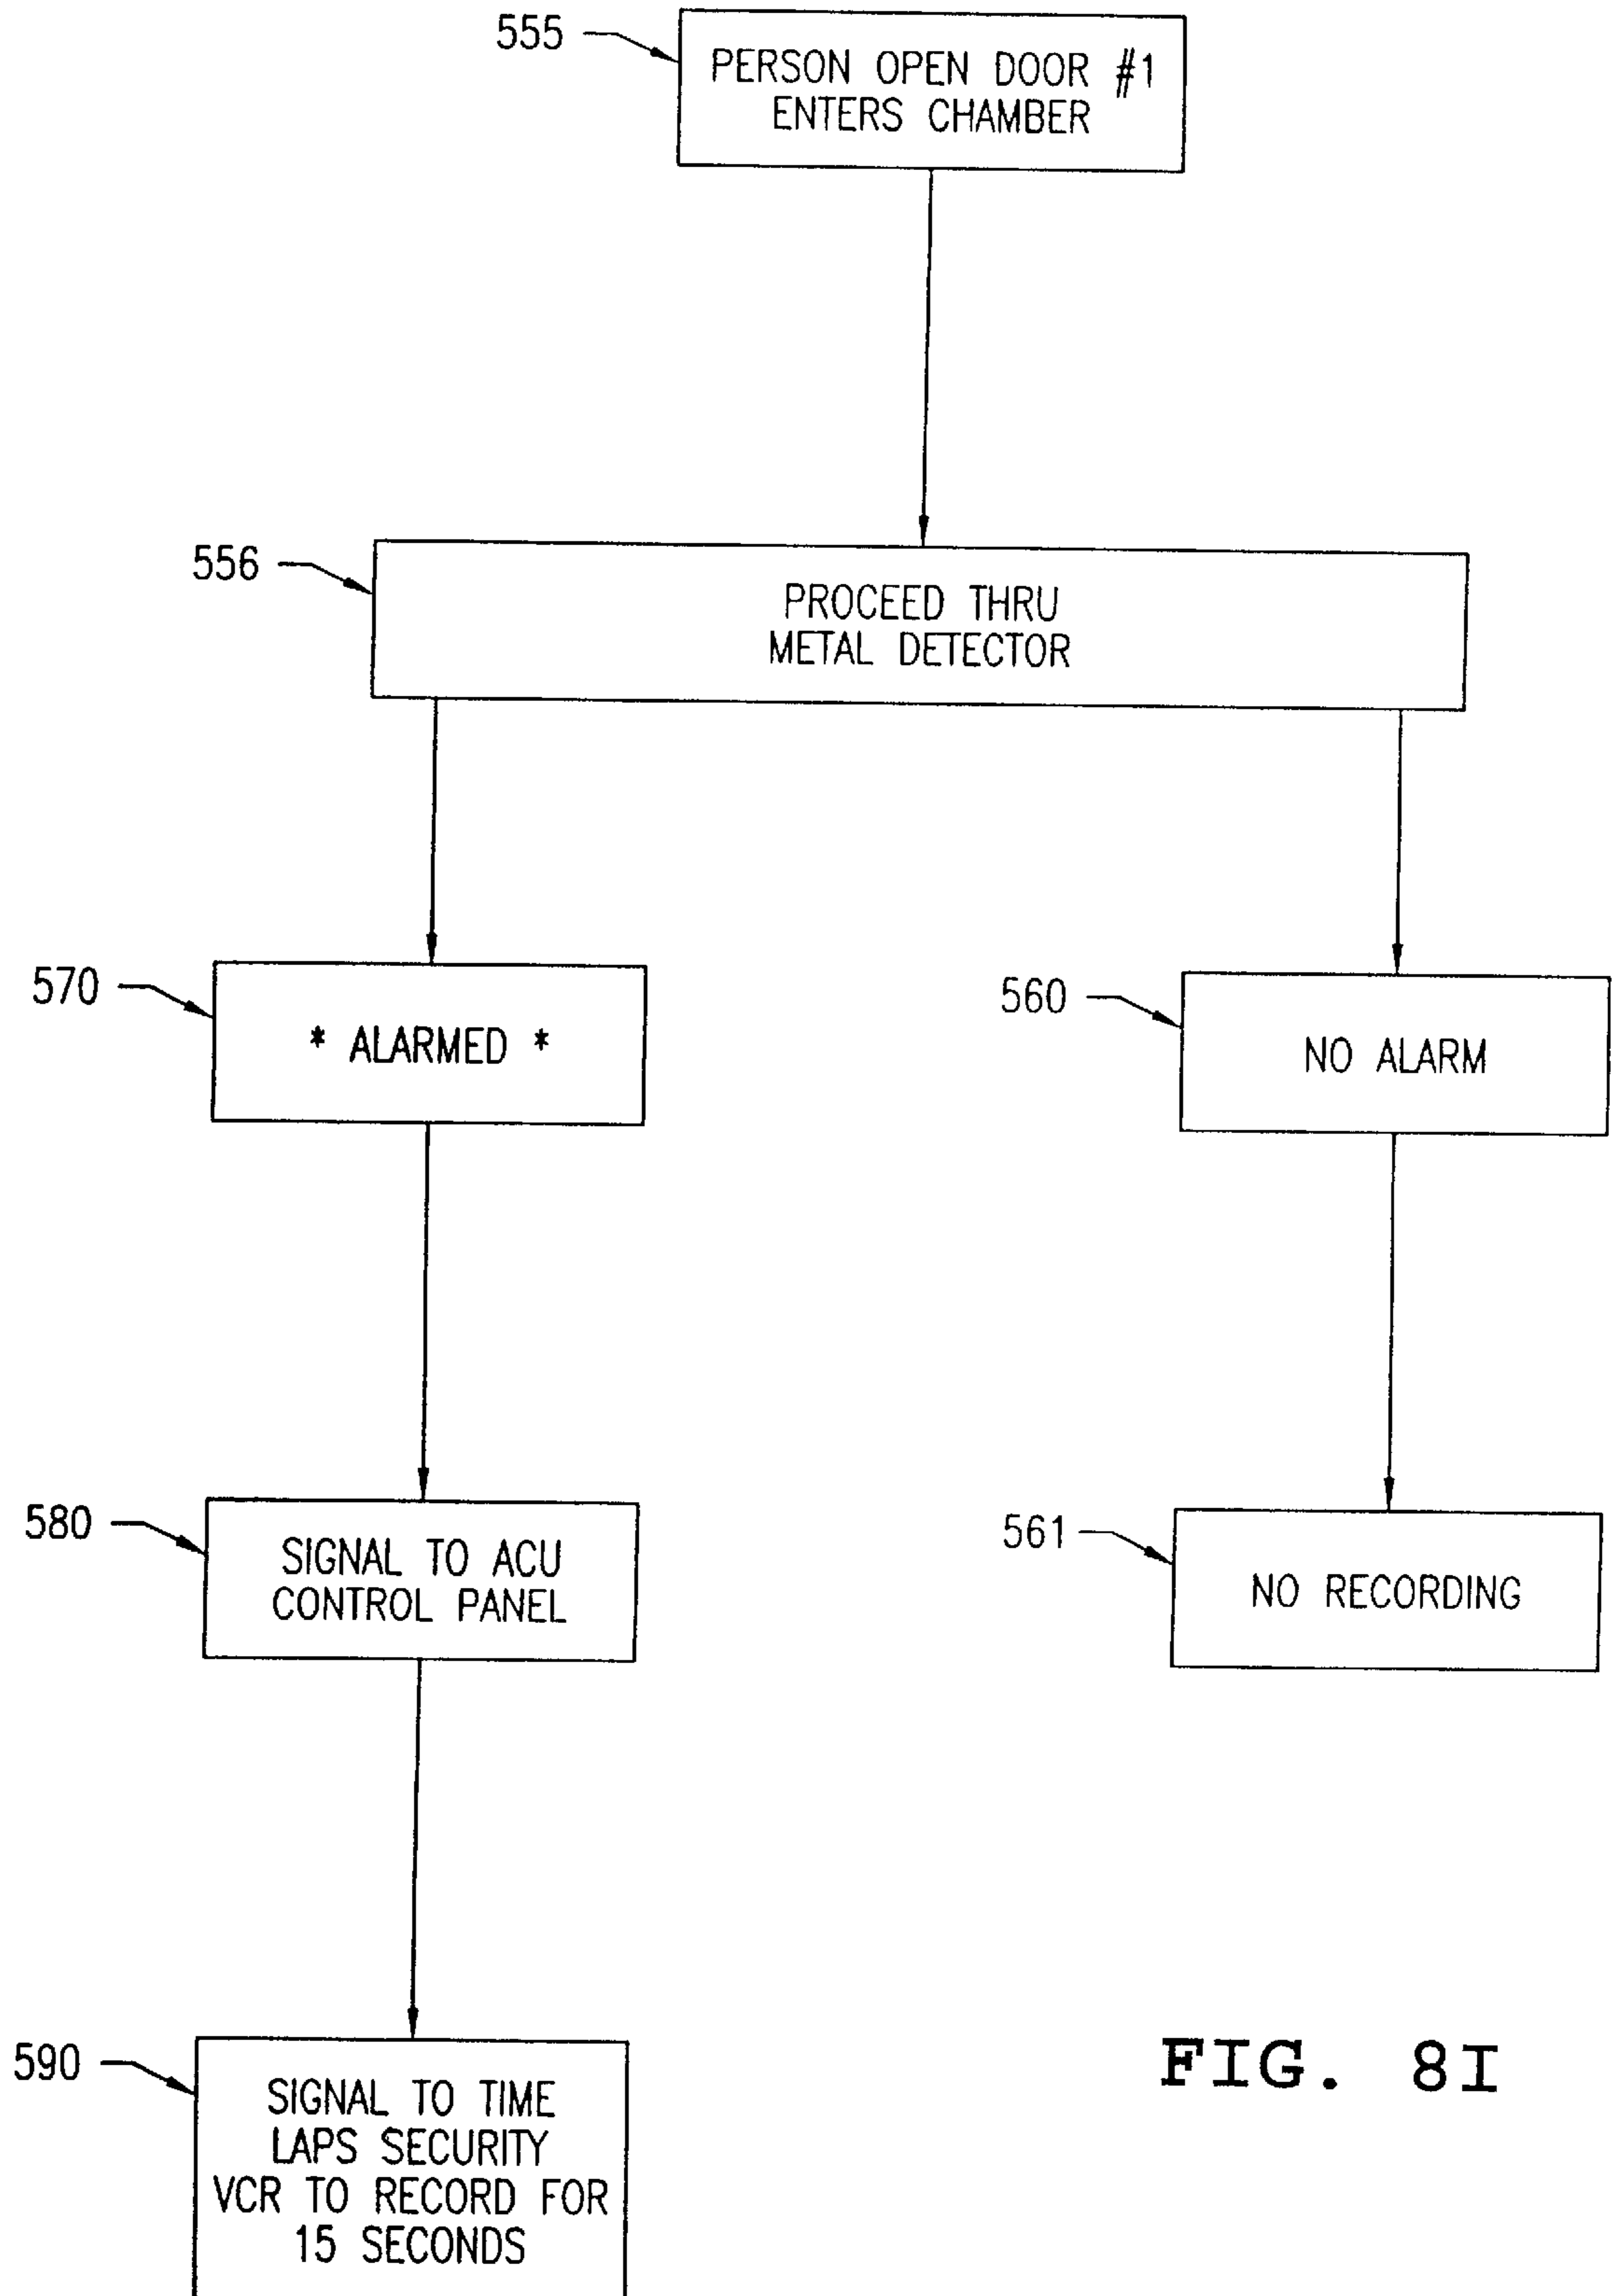 555
PERSON OPEN DOOR #1
ENTERS CHAMBER
556
PROCEED THRU
METAL DETECTOR
570
* ALARMED *
560
NO ALARM
580
SIGNAL TO ACU
CONTROL PANEL
561
NO RECORDING
590
SIGNAL TO TIME
LAPS SECURITY
VCR TO RECORD FOR
15 SECONDS
FIG. 8I